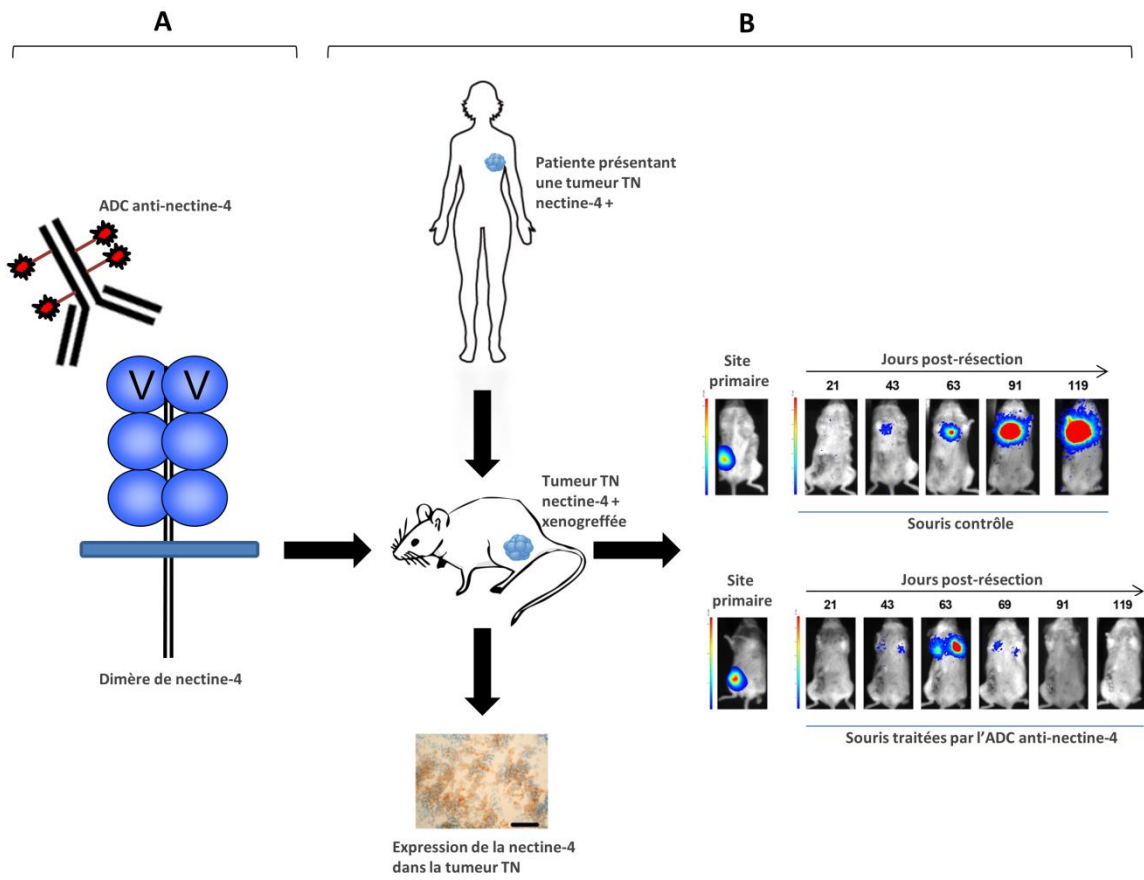 A
B
ADC anti-nectine-4
V V
Dimère de nectine-4
Patiente présentant
une tumeur TN
nectine-4 +
Tumeur TN
nectine-4 +
xenogreffée
Expression de la nectine-4
dans la tumeur TN
Site
primaire
Jours post-résection
21 43 63 91 119
Souris contrôle
Site
primaire
Jours post-résection
21 43 63 69 91 119
Souris traitées par l'ADC anti-nectine-4